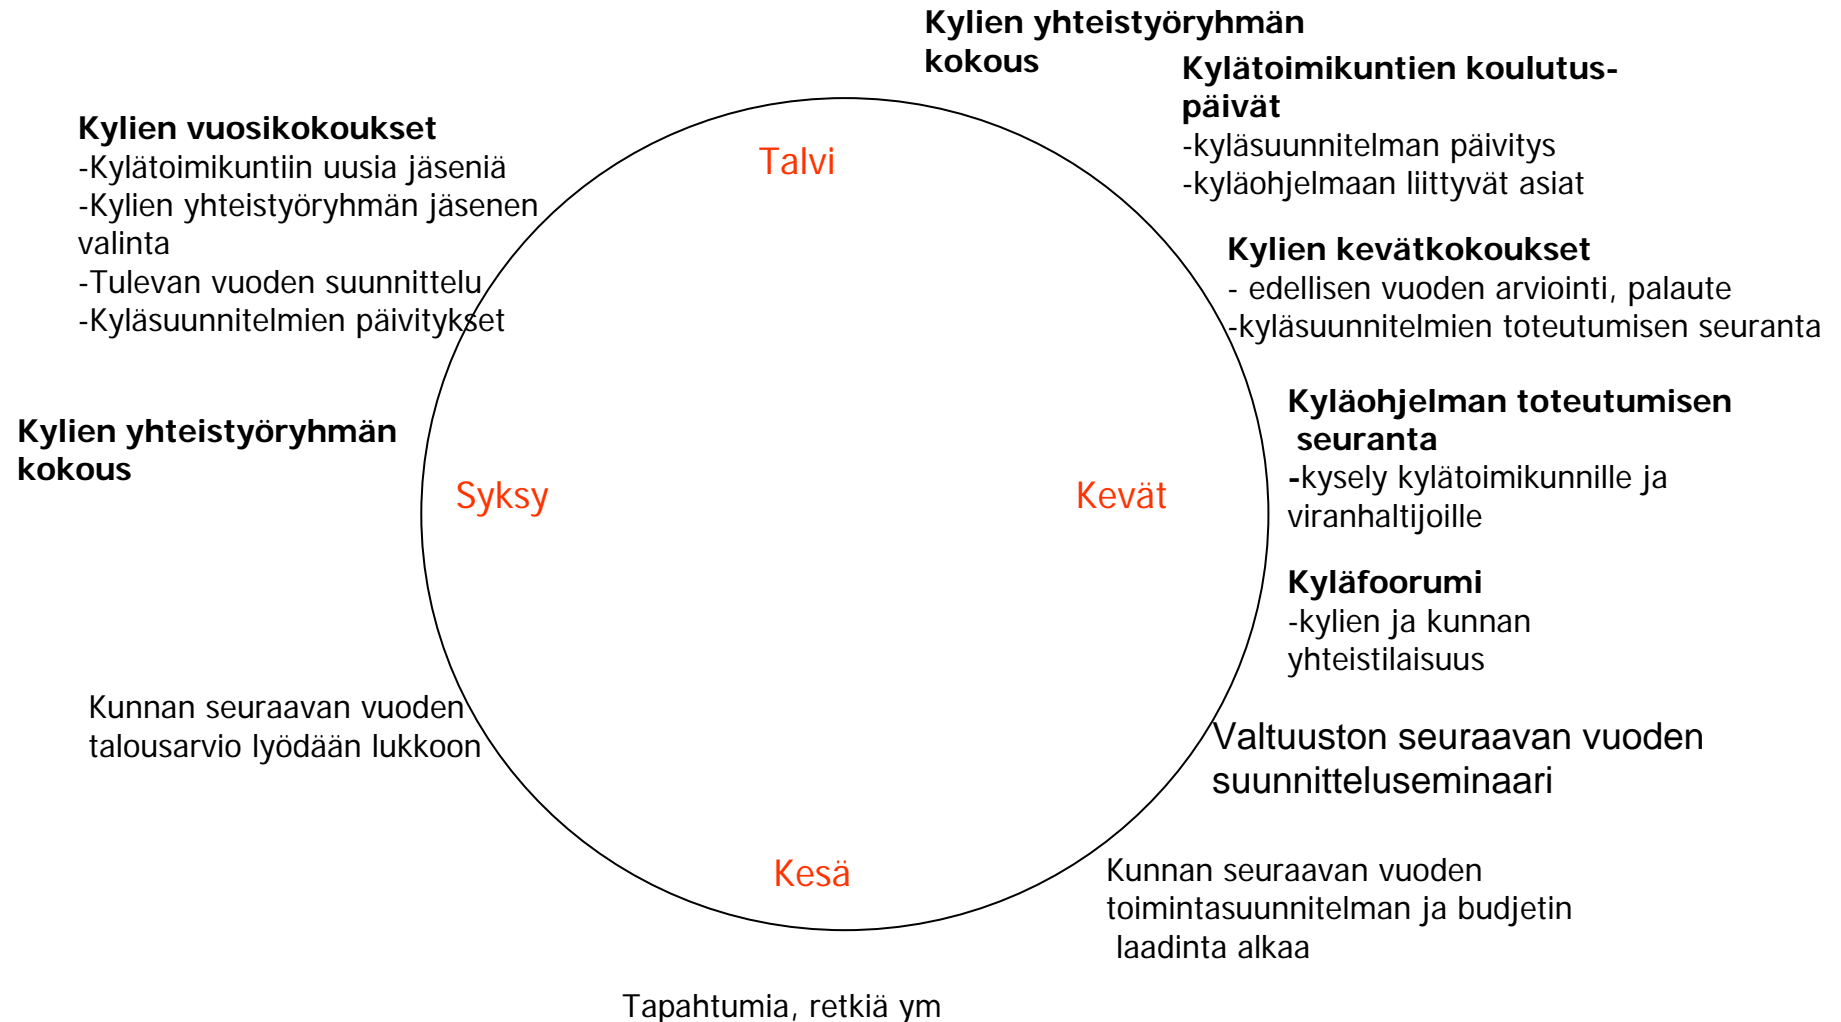 Kylien yhteistyöryhmän
kokous
Kylätoimikuntien koulutus-
päivät
-kyläsuunnitelman päivitys
-kyläohjelmaan liittyvät asiat
Kylien kevätkokoukset
- edellisen vuoden arviointi, palaute
-kyläsuunnitelmien toteutumisen seuranta
Kyläohjelman toteutumisen
seuranta
-kysely kylätoimikunnille ja
viranhaltijoille
Kyläfoorumi
-kylien ja kunnan
yhteistilaisuus
Valtuuston seuraavan vuoden
suunnitteluseminaari
Kunnan seuraavan vuoden
toimintasuunnitelman ja budjetin
laadinta alkaa
Tapahtumia, retkiä ym
Kunnan seuraavan vuoden
talousarvio lyödään lukkoon
Kylien yhteistyöryhmän
kokous
Kylien vuosikokoukset
-Kylätoimikuntiin uusia jäseniä
-Kylien yhteistyöryhmän jäsenen
valinta
-Tulevan vuoden suunnittelu
-Kyläsuunnitelmien päivitykset
Talvi
Kevät
Kesä
Syksy